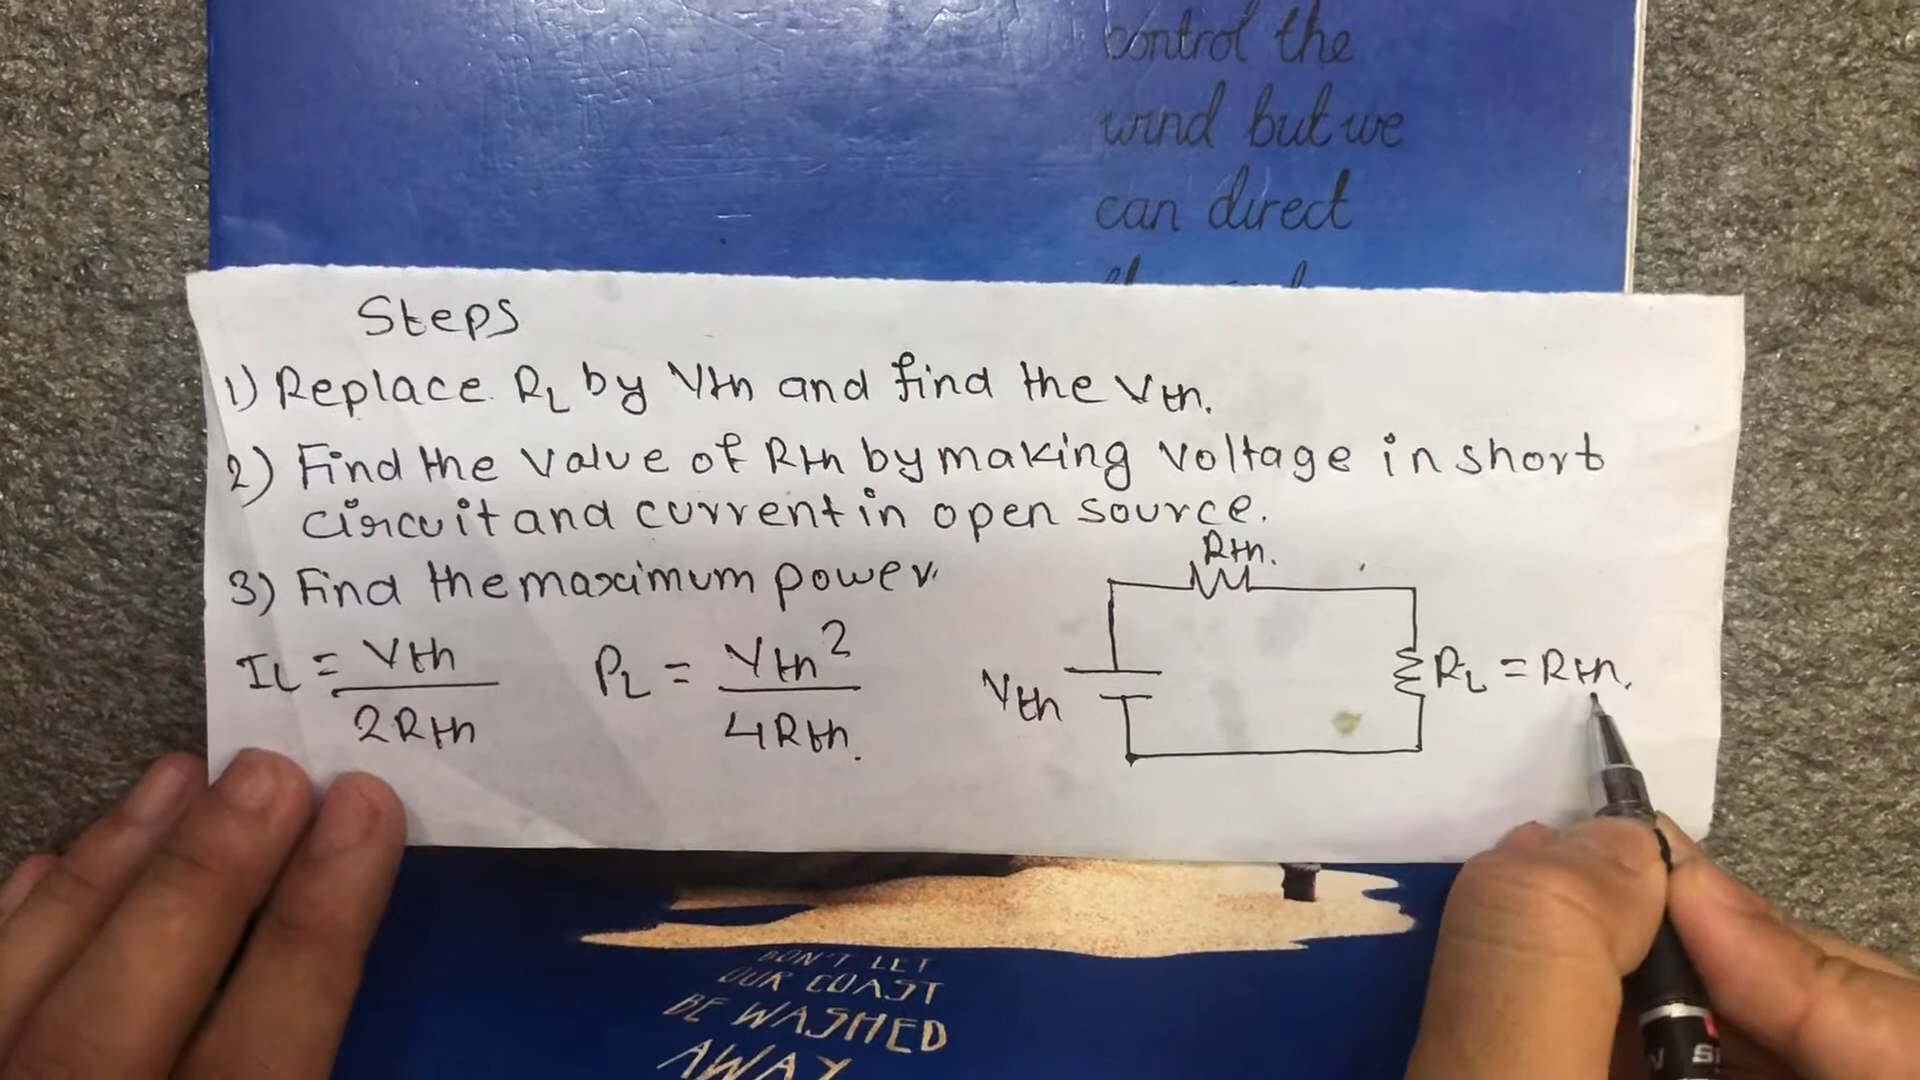 control the
wind but we
can direct
Steps
1) Replace RL by Vth and find the Vth.
2) Find the value of Rth by making Voltage in short
circuit and current in open source.
3) Find the maximum power.
IL = Vth / 2Rth
PL = Vth² / 4Rth.
Rth.
Vth
RL = Rth.
DON'T LET
OUR COAST
BE WASHED
AWAY